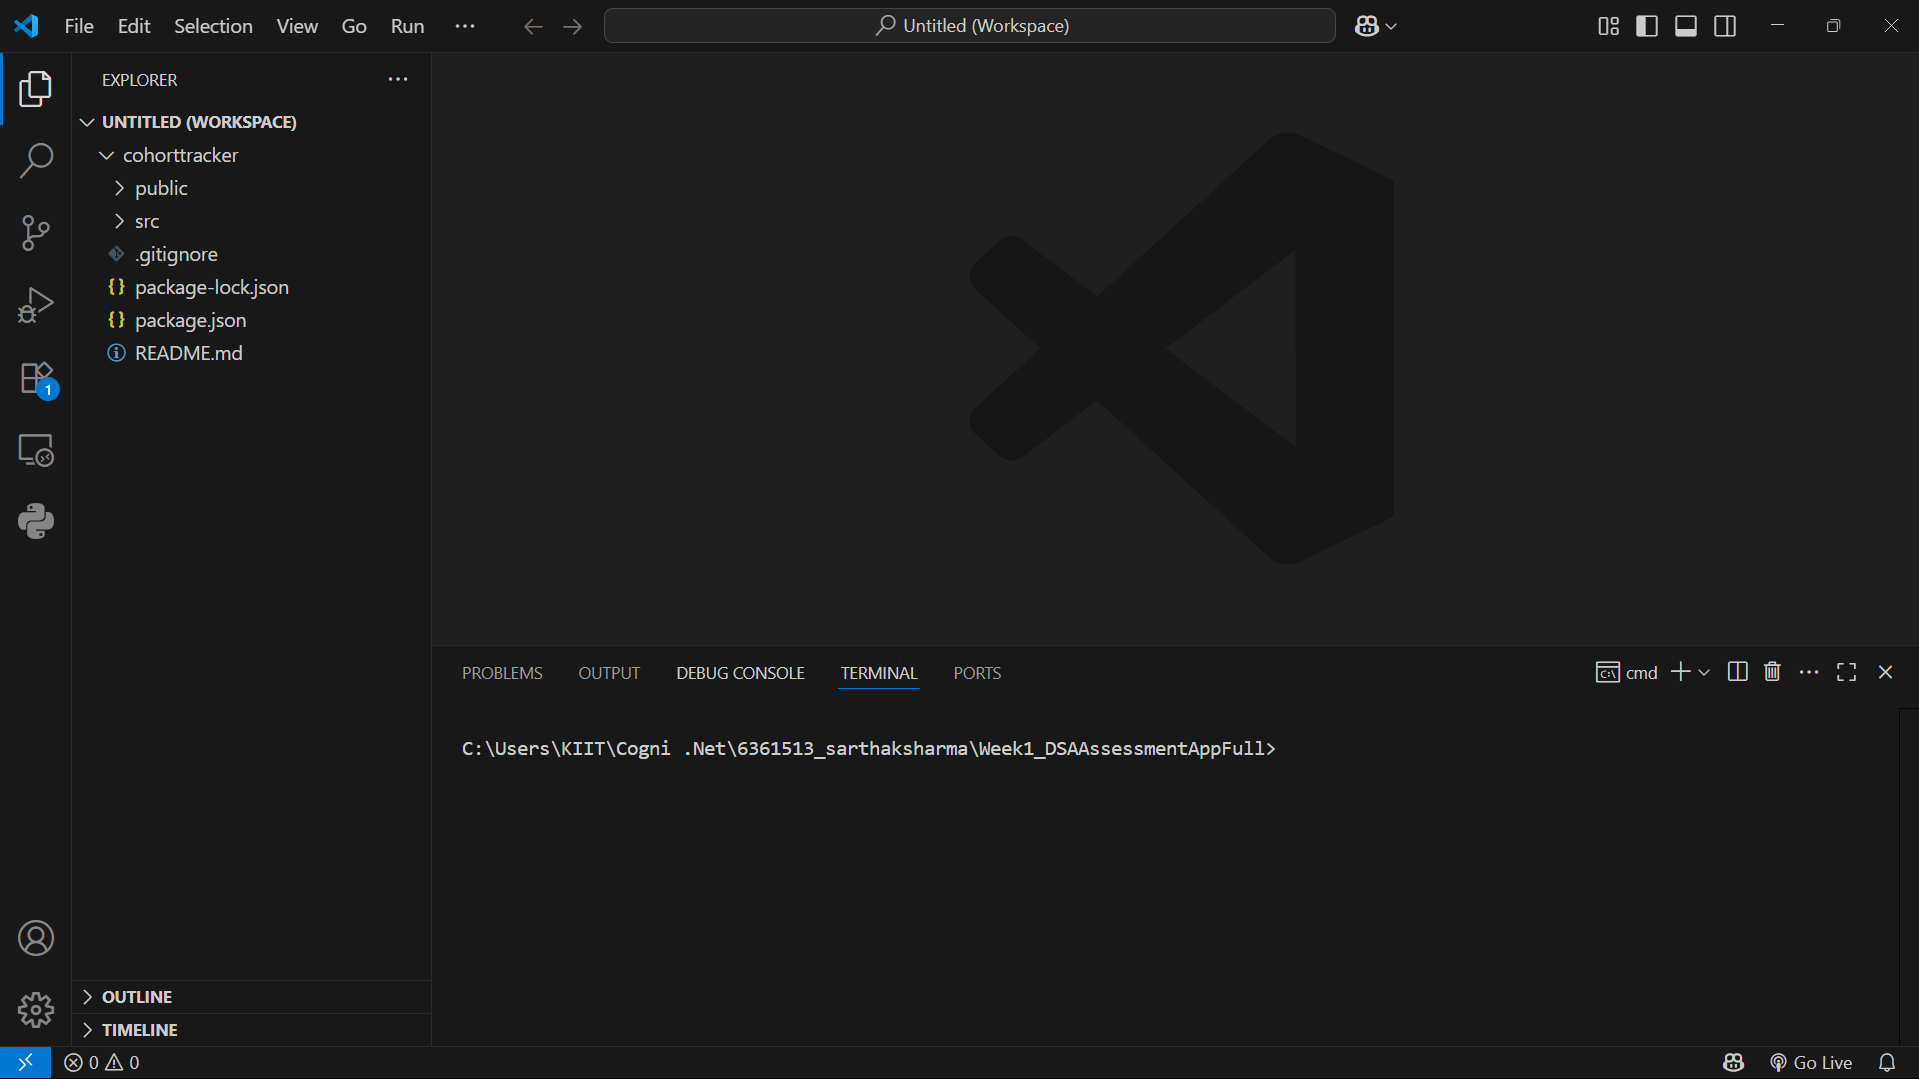 File Edit Selection View Go Run ...
Untitled (Workspace)
EXPLORER
UNTITLED (WORKSPACE)
cohorttracker
public
src
.gitignore
{} package-lock.json
{} package.json
README.md
1
PROBLEMS OUTPUT DEBUG CONSOLE TERMINAL PORTS
cmd
C:\Users\KIIT\Cogni .Net\6361513_sarthaksharma\Week1_DSAAssessmentAppFull>
OUTLINE
TIMELINE
0 0
Go Live